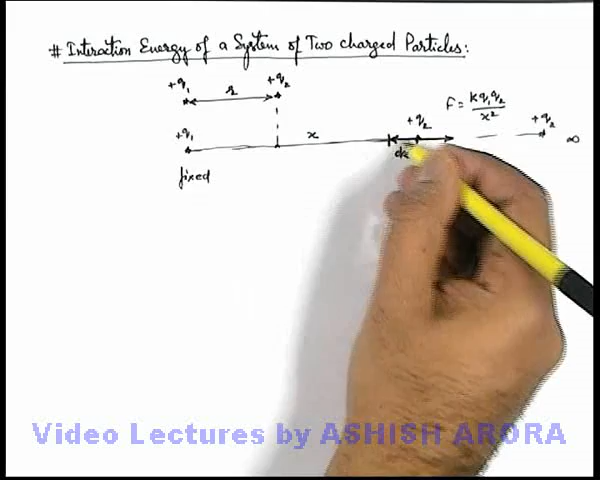 # Interaction Energy of a System of Two Charged Particles:
+q₁ +q₂
r
+q₁ x +q₂ F = kq₁q₂/x² +q₂ ∞
dx
fixed
Video Lectures by ASHISH ARORA